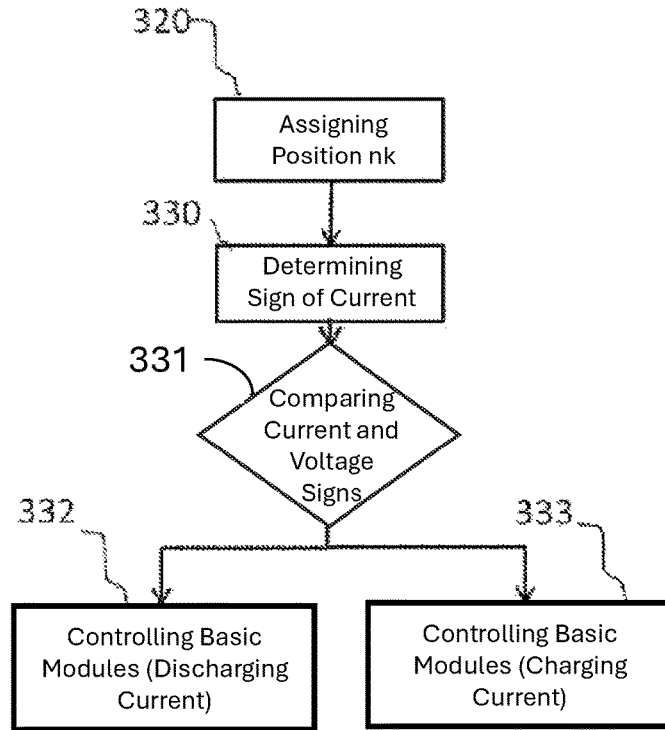 320
Assigning
Position nk
330
Determining
Sign of Current
331
Comparing
Current and
Voltage
Signs
332
333
Controlling Basic
Modules (Discharging
Current)
Controlling Basic
Modules (Charging
Current)